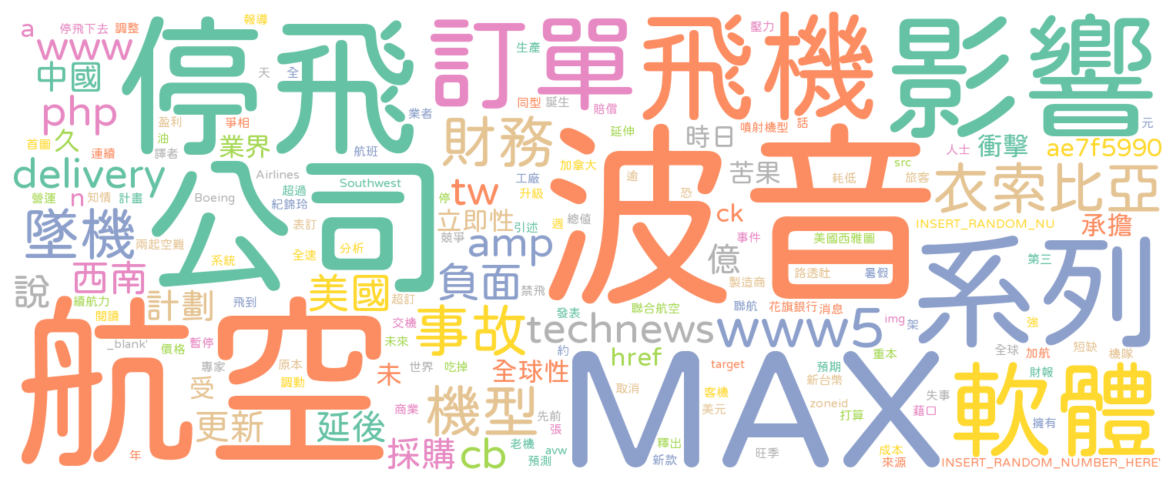 a
停飛下去
調整
報導
www
停飛
訂單
飛機
影響
壓力
中國
天
全
生產
php
同型
誕生
賠償
噴射機型
話
元
盈利
爭相
業者
油
首圖
久
連續
譯者
業界
航班
財務
延伸
時日
人士
衝擊
ae7f5990
delivery
Airlines
Southwest
加拿大
苦果
耗低
src
旅客
衣索比亞
營運
n
知情
計畫
Boeing
超過
紀錦玲
公司
停
tw
工廠
升級
逾
恐
波音
墜機
兩起空難
表訂
立即性
引述
週
總值
ck
INSERT_RANDOM_NU
承擔
全速
分析
競爭
amp
事件
美國西雅圖
系統
億
第三
西南
說
續航力
計劃
飛到
美國
超訂
負面
禁飛
製造商
路透社
暑假
系列
閱讀
交機
事故
發表
聯合航空
聯航
花旗銀行
消息
航空
_blank'
價格
暫停
未來
technews
www5
img
架
強
專家
原本
約
href
全球
加航
短缺
機隊
受
調動
未
世界
吃掉
全球性
MAX
target
重本
預期
新台幣
財報
軟體
更新
延後
商業
機型
先前
張
取消
美元
客機
zoneid
打算
藉口
失事
擁有
年
採購
cb
老機
預測
avw
釋出
新款
旺季
成本
來源
INSERT_RANDOM_NUMBER_HERE'